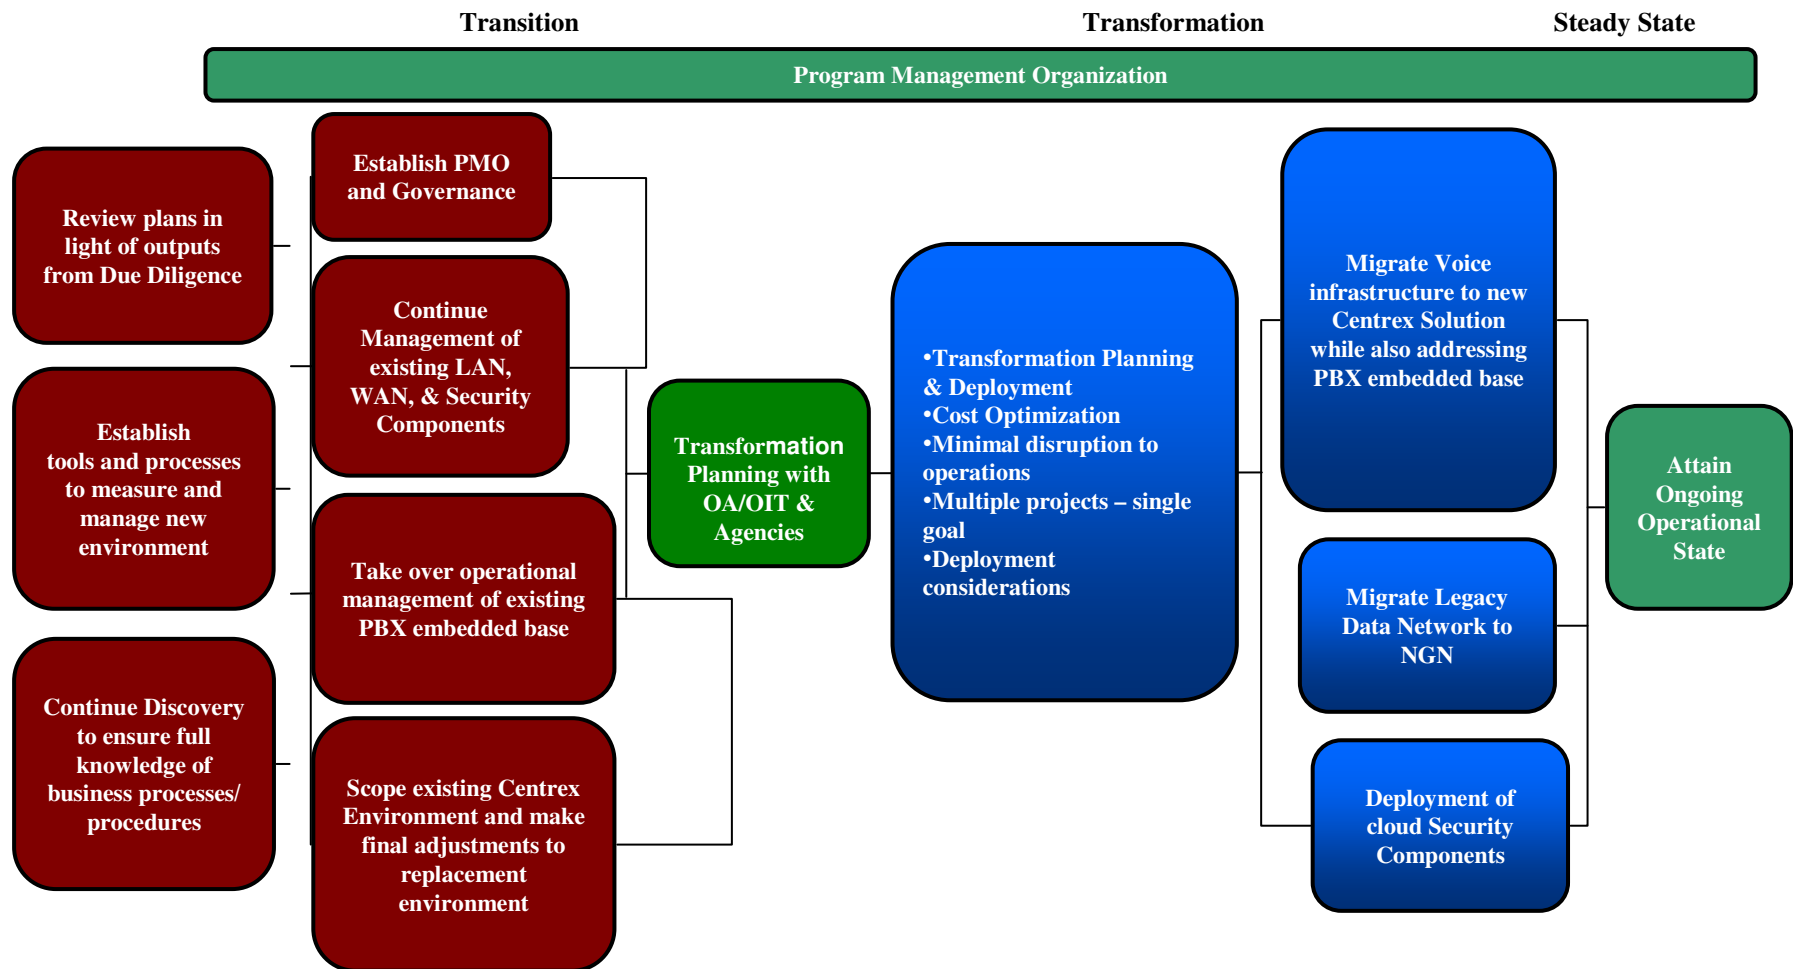 Transition
Transformation
Steady State
Program Management Organization
Review plans in
light of outputs
from Due Diligence
Establish
tools and processes
to measure and
manage new
environment
Continue Discovery
to ensure full
knowledge of
business processes/
procedures
Establish PMO
and Governance
Continue
Management of
existing LAN,
WAN, & Security
Components
Take over operational
management of existing
PBX embedded base
Scope existing Centrex
Environment and make
final adjustments to
replacement
environment
Transformation
Planning with
OA/OIT &
Agencies
•Transformation Planning
& Deployment
•Cost Optimization
•Minimal disruption to
operations
•Multiple projects – single
goal
•Deployment
considerations
Migrate Voice
infrastructure to new
Centrex Solution
while also addressing
PBX embedded base
Migrate Legacy
Data Network to
NGN
Deployment of
cloud Security
Components
Attain
Ongoing
Operational
State